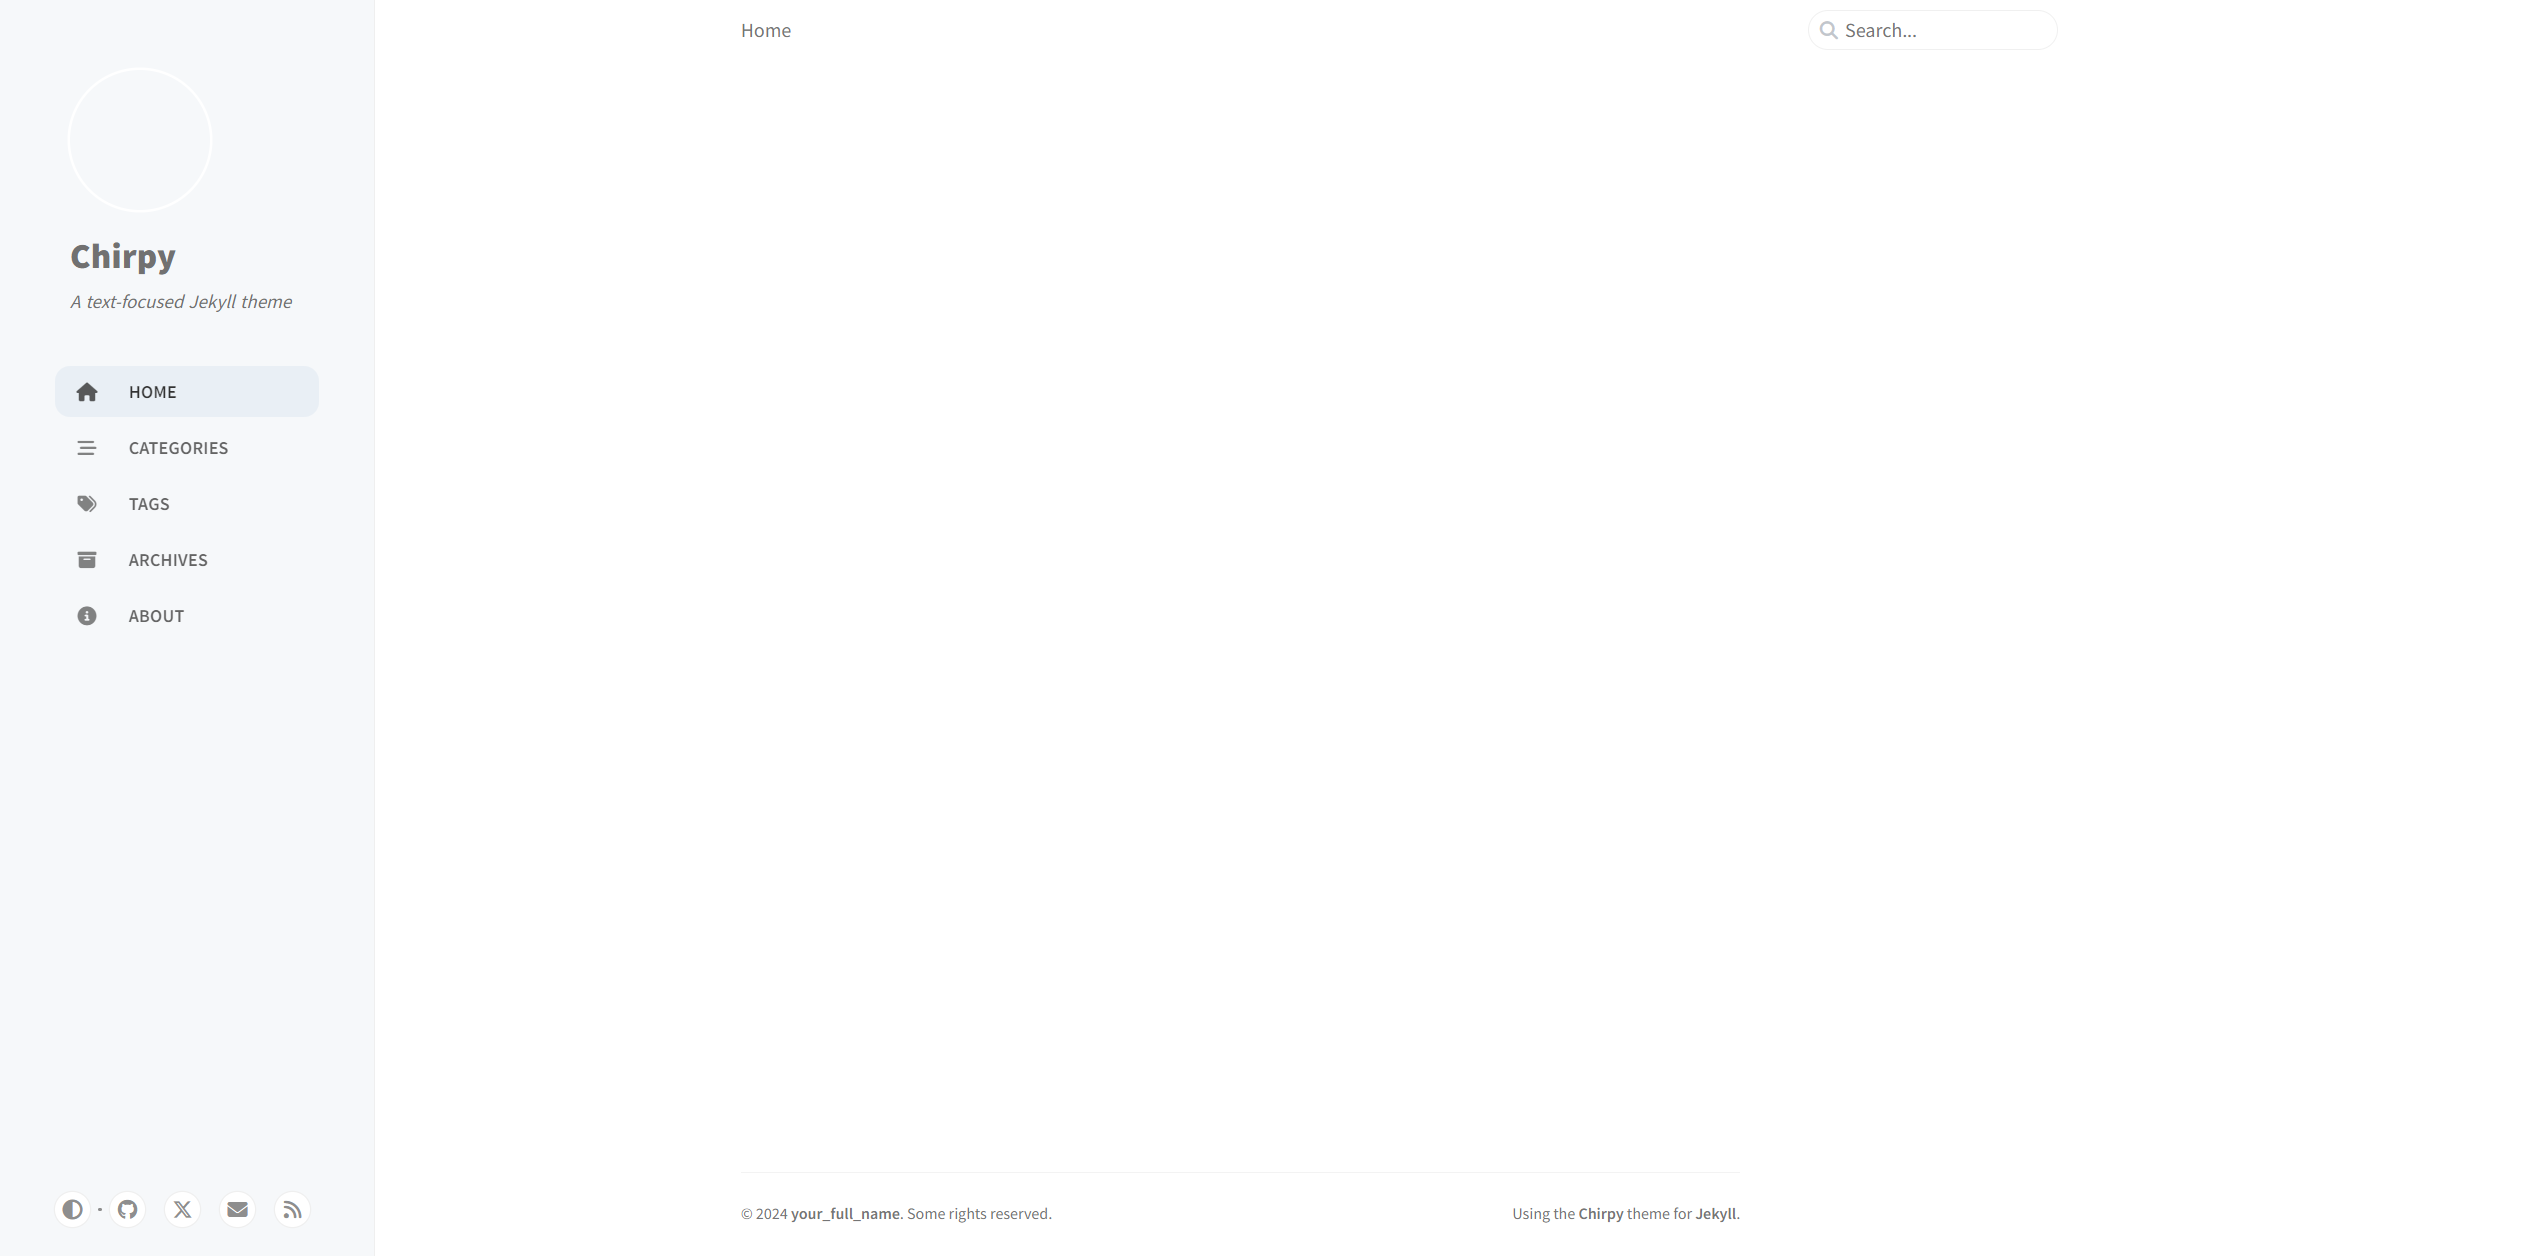 Chirpy
A text-focused Jekyll theme
HOME
CATEGORIES
TAGS
ARCHIVES
ABOUT
Home
Search...
© 2024 your_full_name. Some rights reserved.
Using the Chirpy theme for Jekyll.